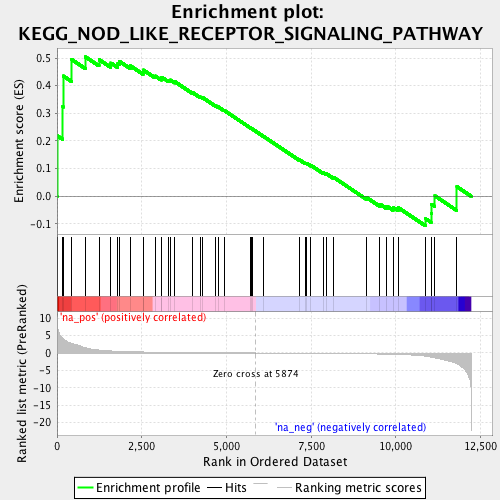 Enrichment plot:
KEGG_NOD_LIKE_RECEPTOR_SIGNALING_PATHWAY
Enrichment score (ES)
0.5
0.4
0.3
0.2
0.1
0.0
-0.1
'na_pos' (positively correlated)
Ranked list metric (PreRanked)
10
5
0
-5
-10
-15
-20
Zero cross at 5874
'na_neg' (negatively correlated)
0
2,500
5,000
7,500
10,000
12,500
Rank in Ordered Dataset
Enrichment profile
Hits
Ranking metric scores